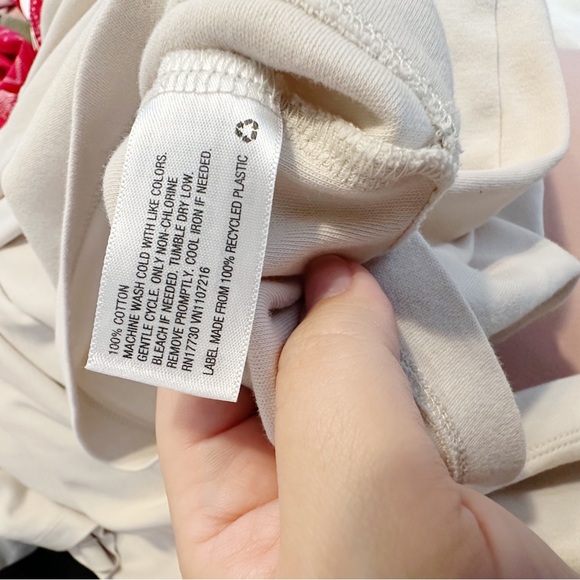 100% COTTON
MACHINE WASH COLD WITH LIKE COLORS.
GENTLE CYCLE. ONLY NON-CHLORINE
BLEACH IF NEEDED. TUMBLE DRY LOW.
REMOVE PROMPTLY. COOL IRON IF NEEDED.
RN17730 VN1107216
LABEL MADE FROM 100% RECYCLED PLASTIC